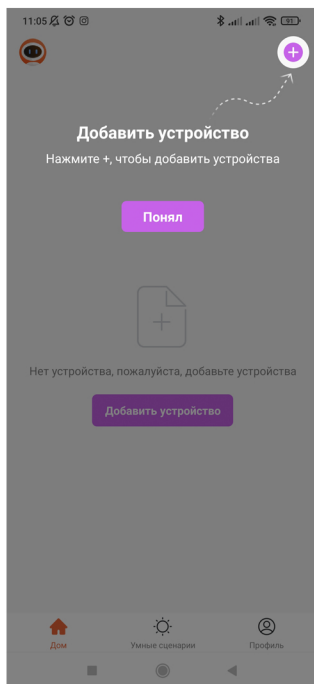 11:05
91
Добавить устройство
Нажмите +, чтобы добавить устройства
Понял
Нет устройства, пожалуйста, добавьте устройства
Добавить устройство
Дом
Умные сценарии
Профиль